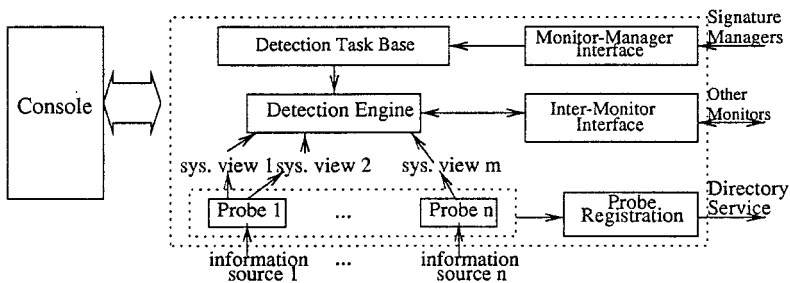 Signature
Managers
Detection Task Base
Monitor-Manager
Interface
Console
Detection Engine
Inter-Monitor
Interface
Other
Monitors
sys. view 1
sys. view 2
sys. view m
Probe 1
...
Probe n
Probe
Registration
Directory
Service
information
source 1
...
information
source n